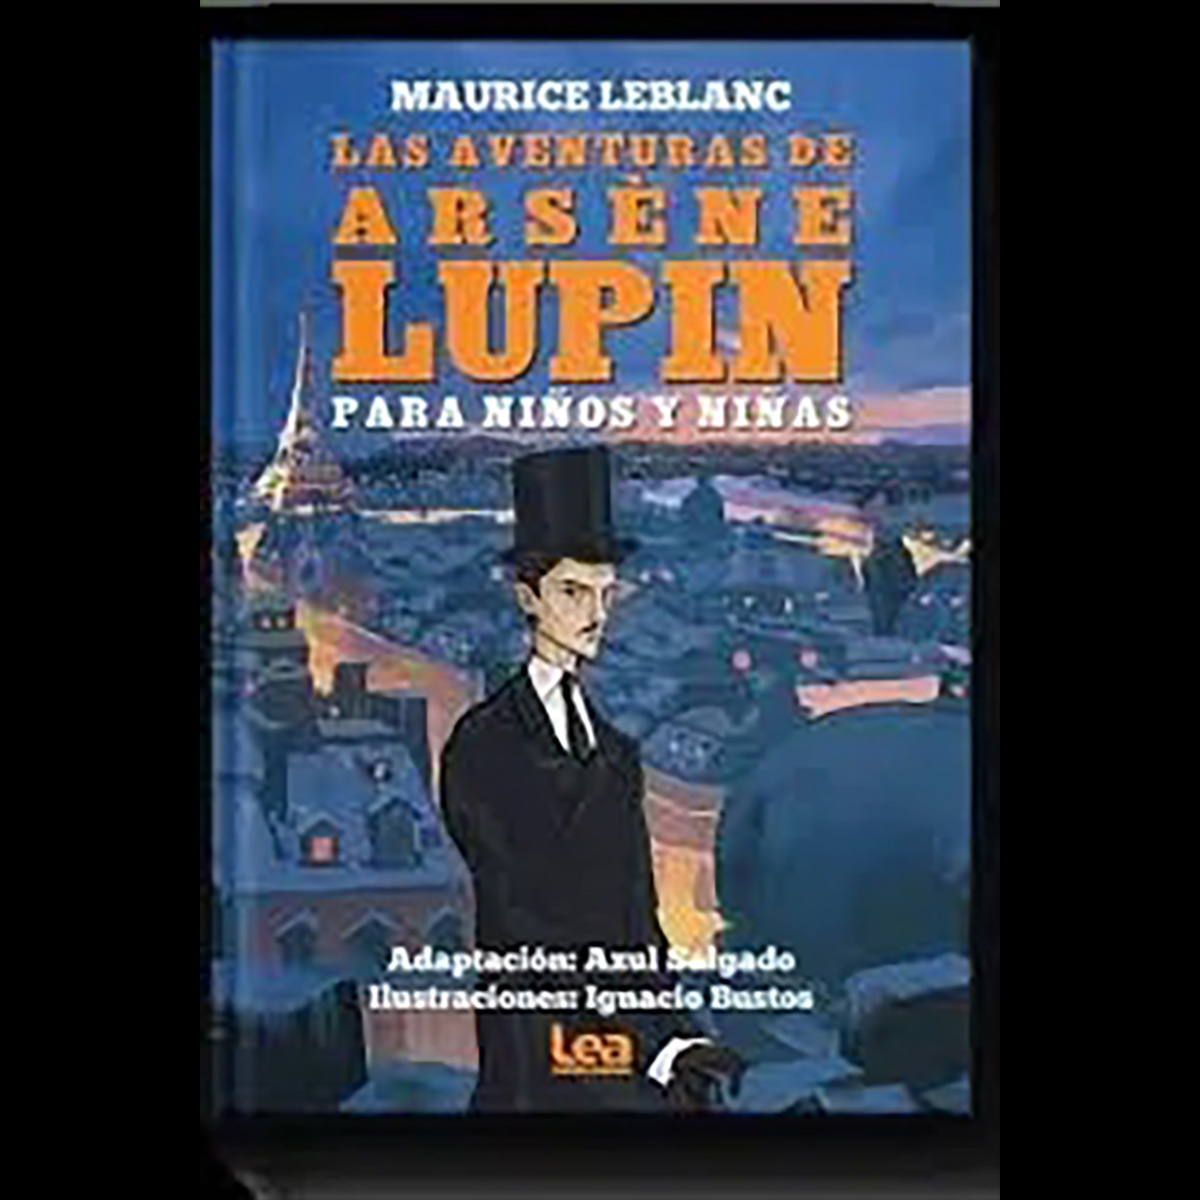 MAURICE LEBLANC
LAS AVENTURAS DE
ARSÈNE
LUPIN
PARA NIÑOS Y NIÑAS
Adaptación: Azul Salgado
Ilustraciones: Ignacio Bustos
Lea